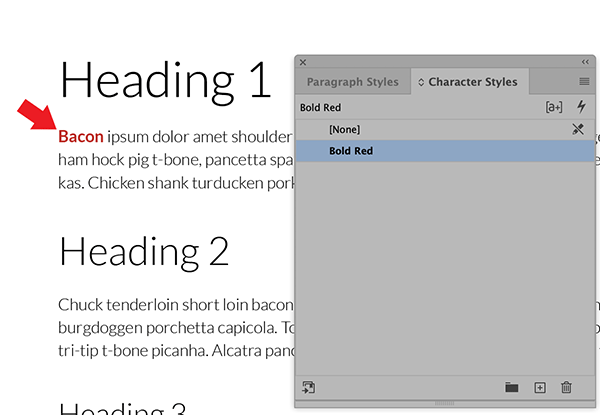 Heading 1
Bacon ipsum dolor amet shoulder
ham hock pig t-bone, pancetta spa
kas. Chicken shank turducken pork
Heading 2
Chuck tenderloin short loin bacon
burgdoggen porchetta capicola. To
tri-tip t-bone picanha. Alcatra panc
Heading 3
Paragraph Styles
Character Styles
Bold Red
[a+]
[None]
Bold Red